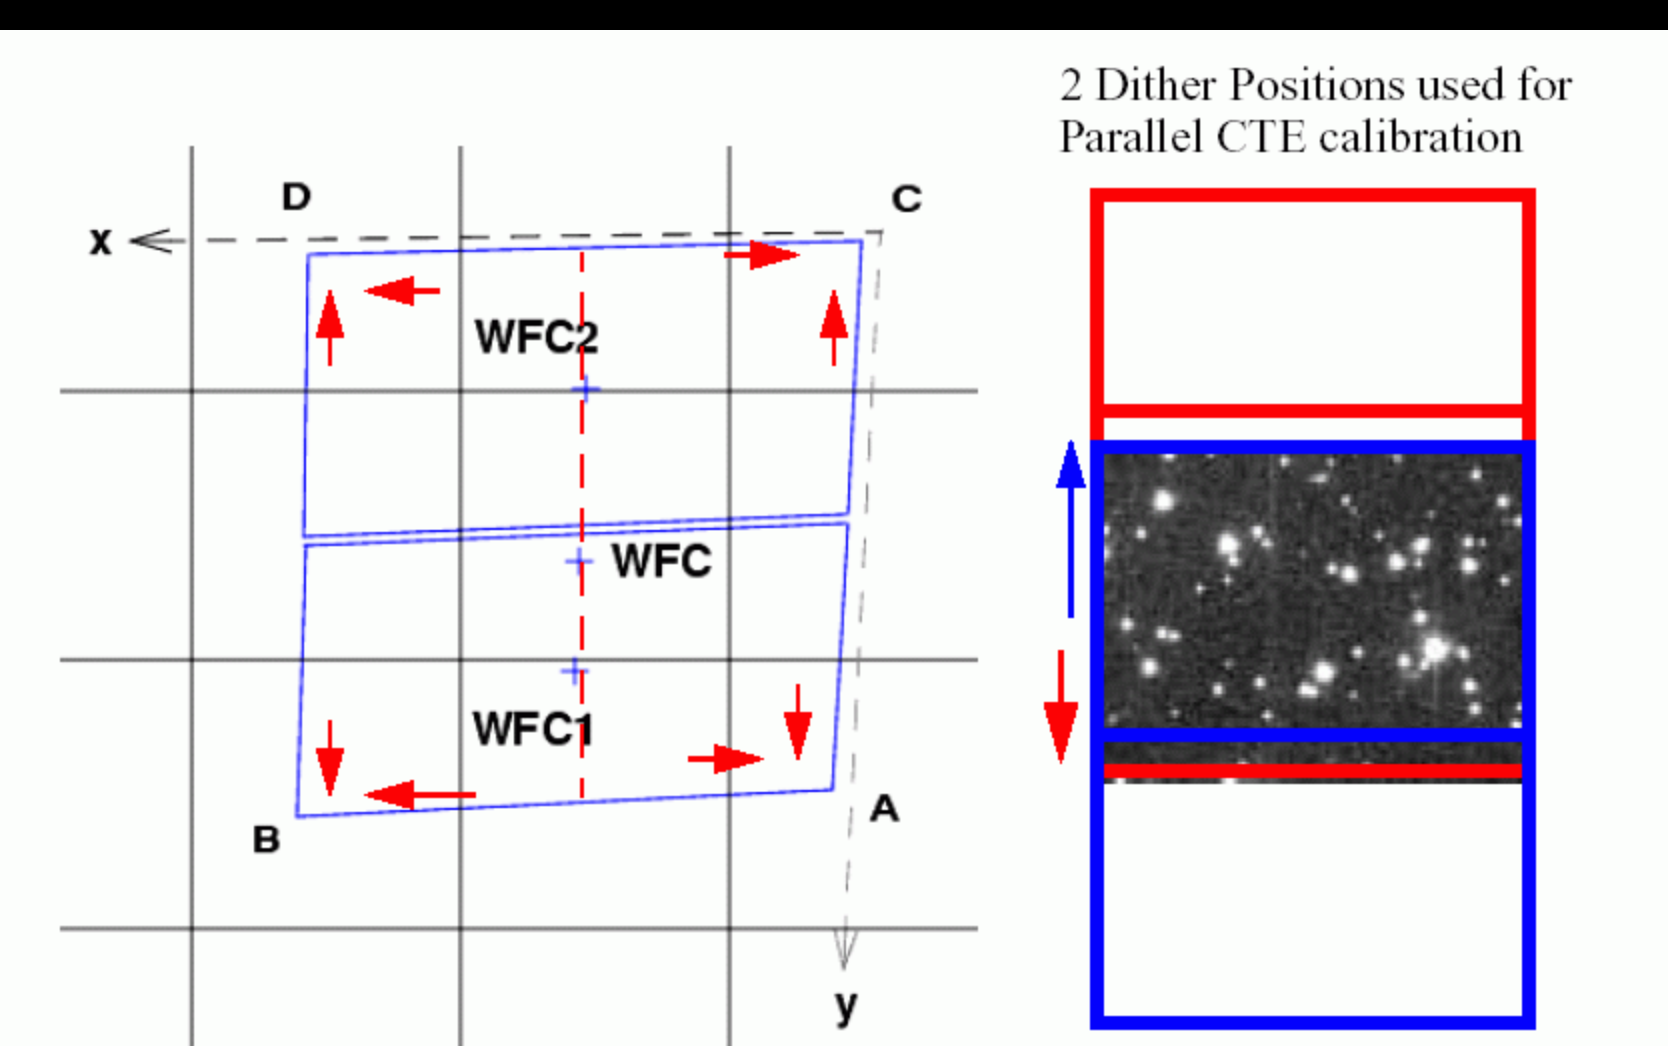 2 Dither Positions used for
Parallel CTE calibration
D
C
x
WFC2
WFC
WFC1
A
B
y